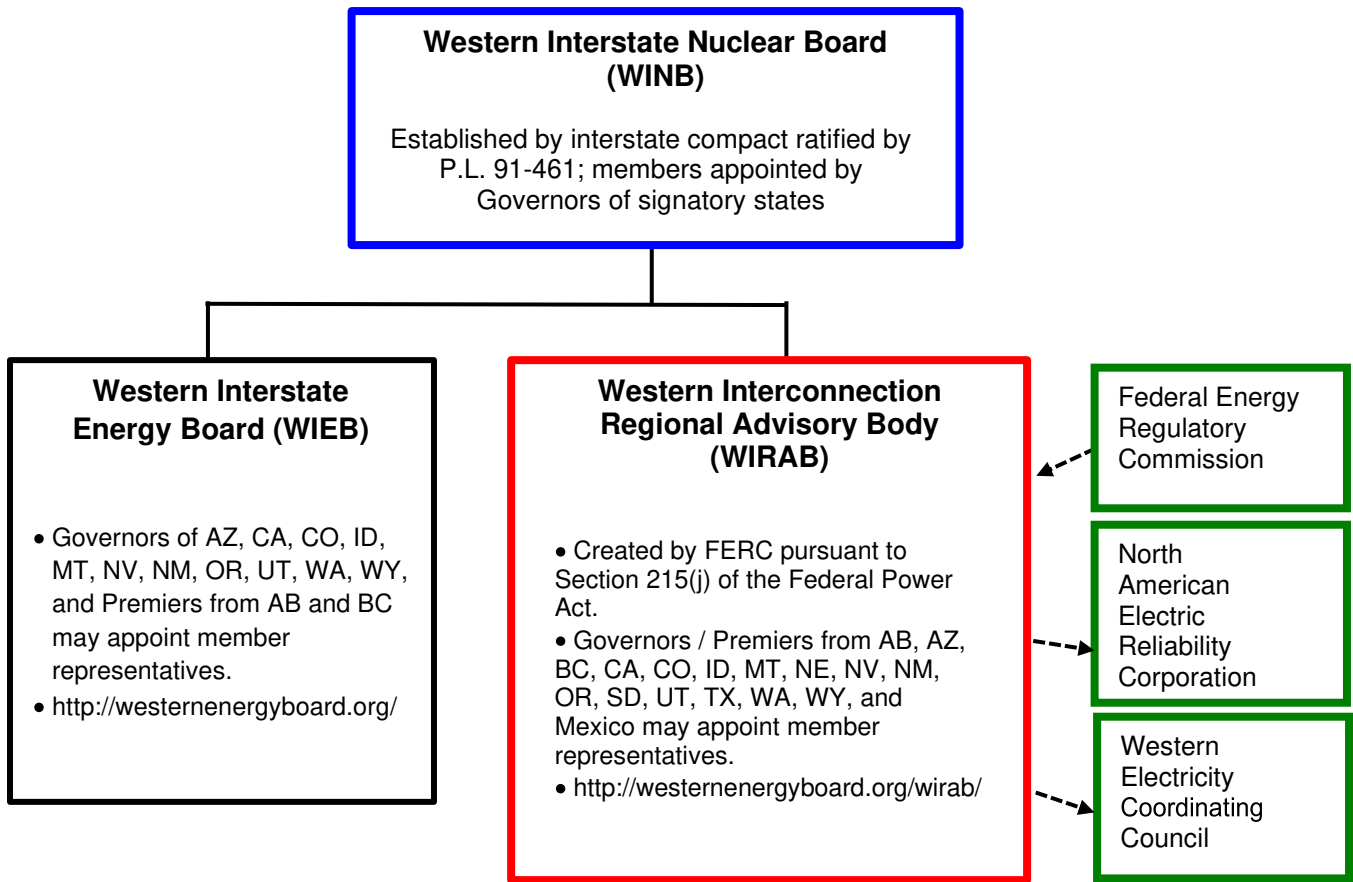 Western Interstate Nuclear Board
(WINB)
Established by interstate compact ratified by
P.L. 91-461; members appointed by
Governors of signatory states
Western Interstate
Energy Board (WIEB)
• Governors of AZ, CA, CO, ID,
MT, NV, NM, OR, UT, WA, WY,
and Premiers from AB and BC
may appoint member
representatives.
• http://westernenergyboard.org/
Western Interconnection
Regional Advisory Body
(WIRAB)
• Created by FERC pursuant to
Section 215(j) of the Federal Power
Act.
• Governors / Premiers from AB, AZ,
BC, CA, CO, ID, MT, NE, NV, NM,
OR, SD, UT, TX, WA, WY, and
Mexico may appoint member
representatives.
• http://westernenergyboard.org/wirab/
Federal Energy
Regulatory
Commission
North
American
Electric
Reliability
Corporation
Western
Electricity
Coordinating
Council